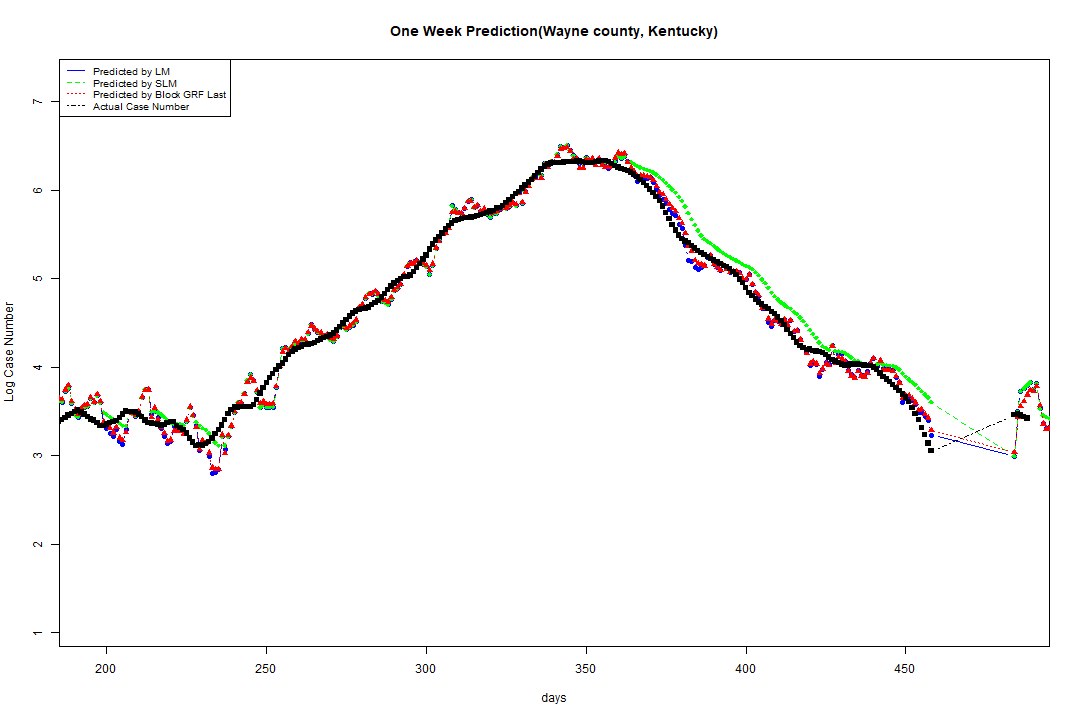 One Week Prediction(Wayne county, Kentucky)
Predicted by LM
Predicted by SLM
Predicted by Block GRF Last
Actual Case Number
7
6
5
4
3
2
1
Log Case Number
200 250 300 350 400 450
days